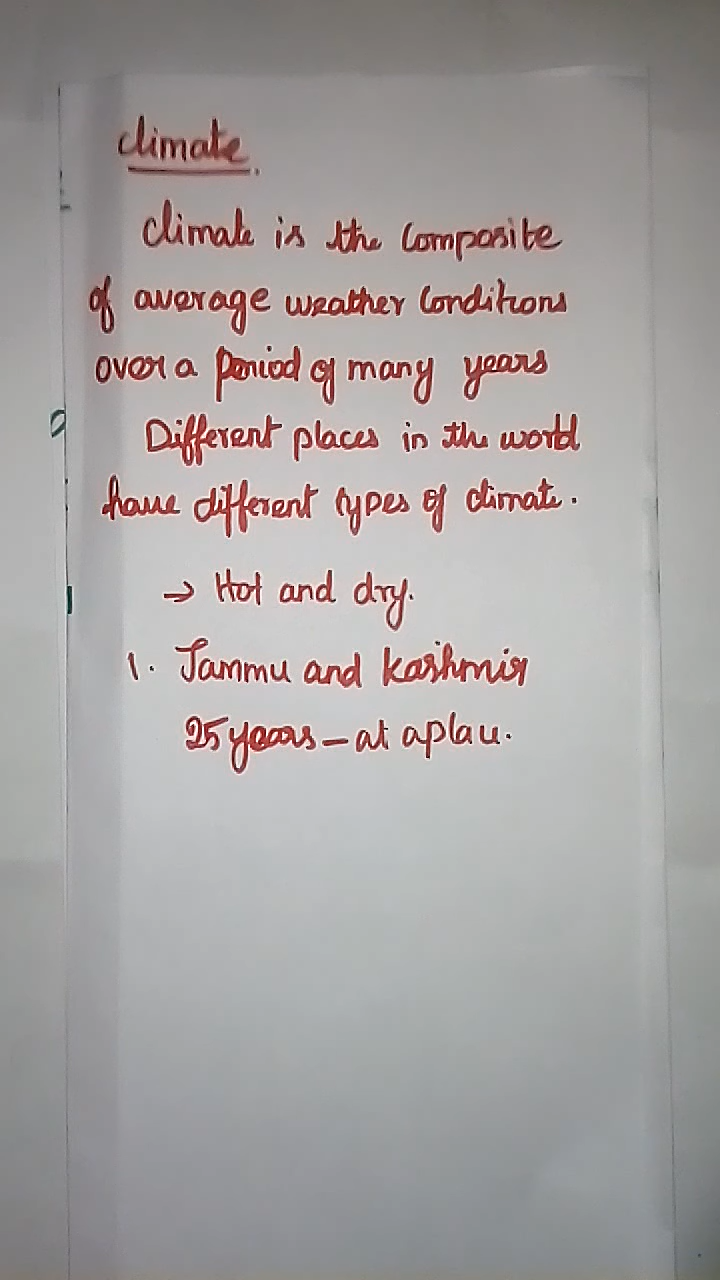 climate.
climate is the composite
of average weather conditions
over a period of many years
Different places in the world
have different types of climate.
→ Hot and dry.
1. Jammu and kashmir
25 years - at aplau.